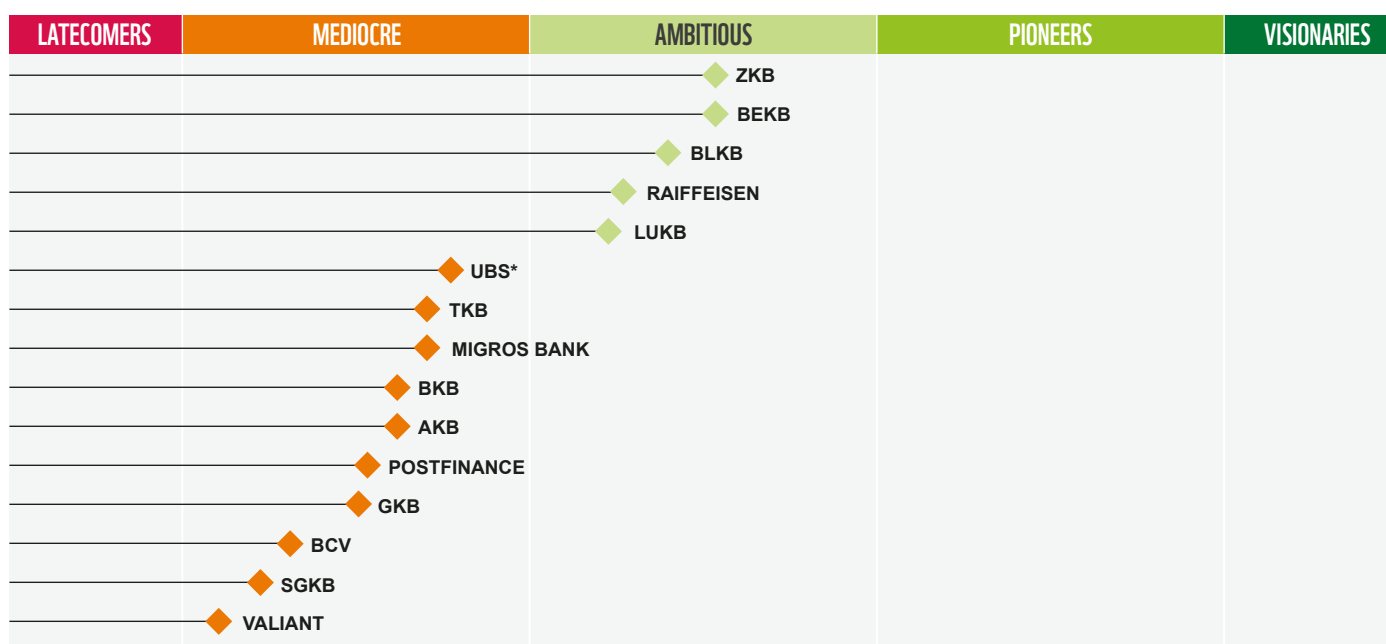 LATECOMERS MEDIOCRE AMBITIOUS PIONEERS VISIONARIES
ZKB
BEKB
BLKB
RAIFFEISEN
LUKB
UBS*
TKB
MIGROS BANK
BKB
AKB
POSTFINANCE
GKB
BCV
SGKB
VALIANT